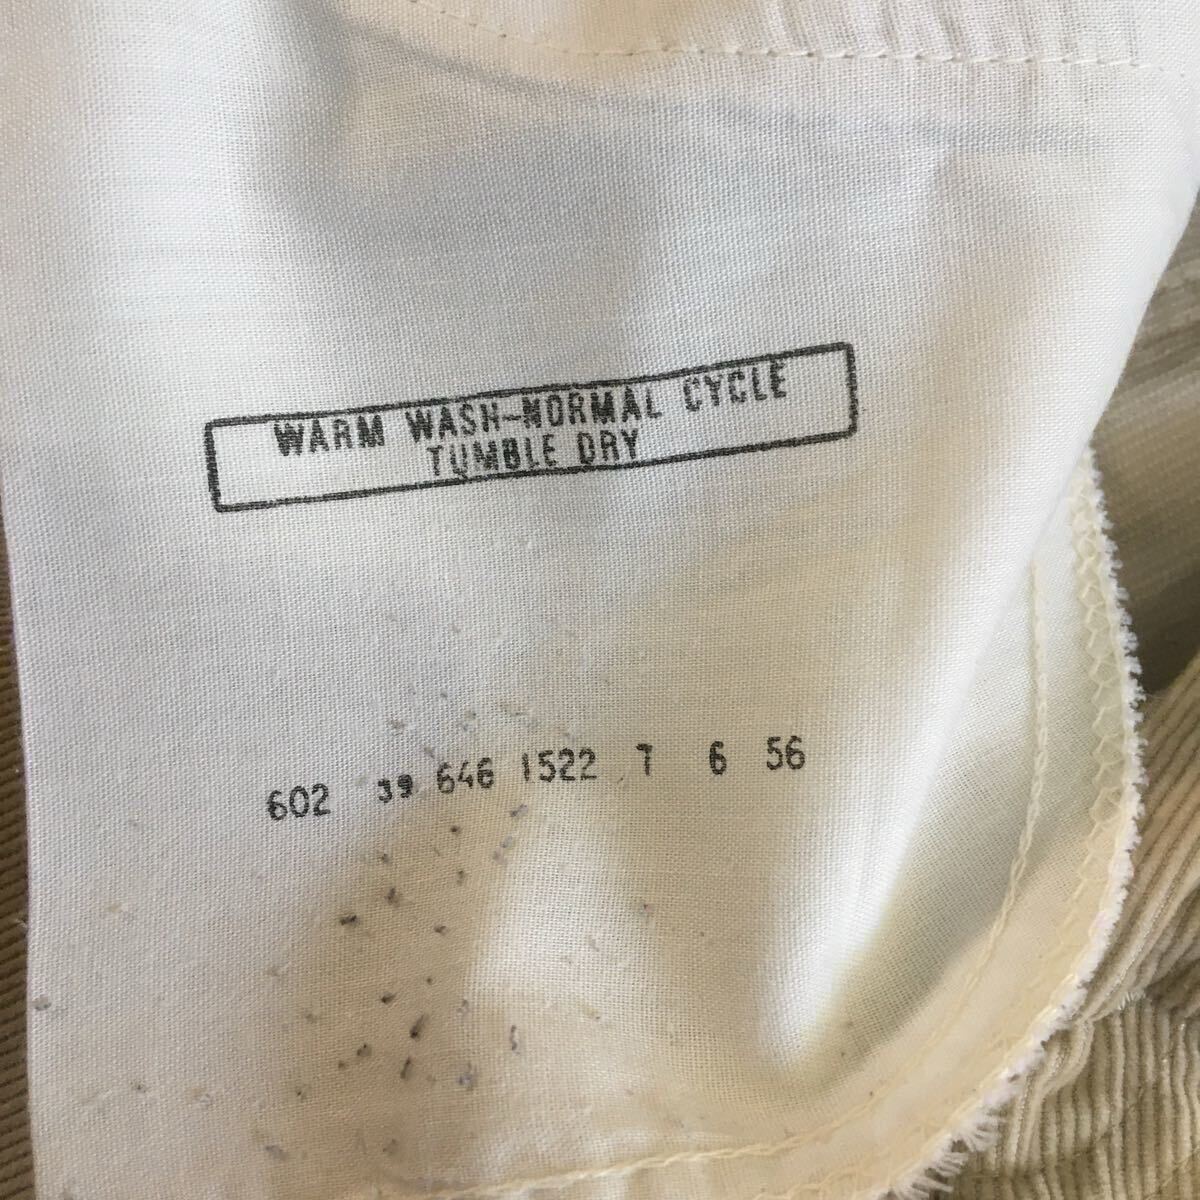 WARM WASH-NORMAL CYCLE
TUMBLE DRY
602 39 646 1522 7 6 56